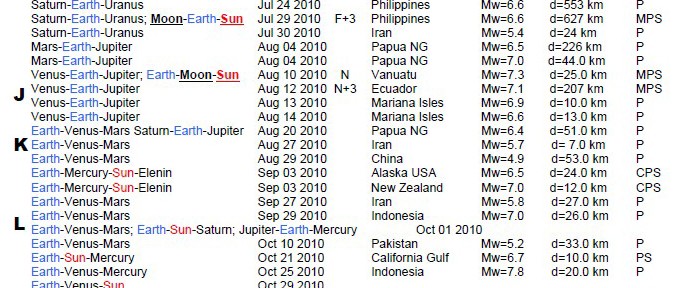 Saturn-Earth-Uranus Jul 24 2010 Philippines Mw=6.6 d=553 km P
Saturn-Earth-Uranus; Moon-Earth-Sun Jul 29 2010 F+3 Philippines Mw=6.6 d=627 km MPS
Saturn-Earth-Uranus Jul 30 2010 Iran Mw=5.4 d=24 km P
Mars-Earth-Jupiter Aug 04 2010 Papua NG Mw=6.5 d=226 km P
Mars-Earth-Jupiter Aug 04 2010 Papua NG Mw=7.0 d=44.0 km P
Venus-Earth-Jupiter; Earth-Moon-Sun Aug 10 2010 N Vanuatu Mw=7.3 d=25.0 km MPS
J Venus-Earth-Jupiter Aug 12 2010 N+3 Ecuador Mw=7.1 d=207 km MPS
Venus-Earth-Jupiter Aug 13 2010 Mariana Isles Mw=6.9 d=10.0 km P
Venus-Earth-Jupiter Aug 14 2010 Mariana Isles Mw=6.6 d=13.0 km P
Earth-Venus-Mars Saturn-Earth-Jupiter Aug 20 2010 Papua NG Mw=6.4 d=51.0 km P
K Earth-Venus-Mars Aug 27 2010 Iran Mw=5.7 d= 7.0 km P
Earth-Venus-Mars Aug 29 2010 China Mw=4.9 d=53.0 km P
Earth-Mercury-Sun-Elenin Sep 03 2010 Alaska USA Mw=6.5 d=24.0 km CPS
Earth-Mercury-Sun-Elenin Sep 03 2010 New Zealand Mw=7.0 d=12.0 km CPS
Earth-Venus-Mars Sep 27 2010 Iran Mw=5.8 d=27.0 km P
Earth-Venus-Mars Sep 29 2010 Indonesia Mw=7.0 d=26.0 km P
L Earth-Venus-Mars; Earth-Sun-Saturn; Jupiter-Earth-Mercury Oct 01 2010
Earth-Venus-Mars Oct 10 2010 Pakistan Mw=5.2 d=33.0 km P
Earth-Sun-Mercury Oct 21 2010 California Gulf Mw=6.7 d=10.0 km PS
Earth-Venus-Mercury Oct 25 2010 Indonesia Mw=7.8 d=20.0 km P
Earth-Venus-Sun Oct 29 2010